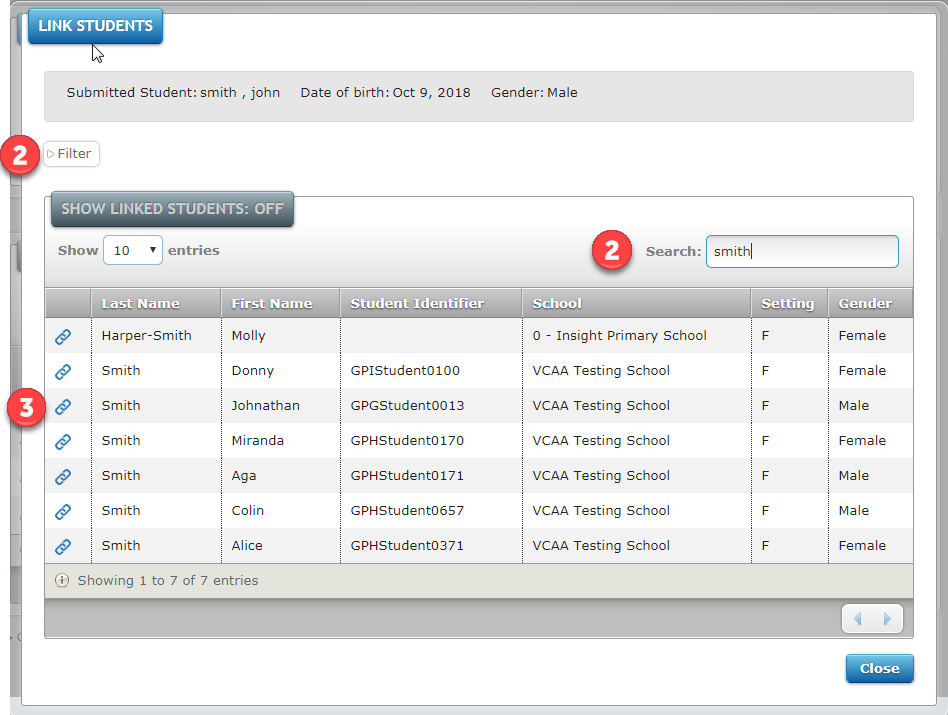 LINK STUDENTS
Submitted Student: smith , john Date of birth: Oct 9, 2018 Gender: Male
2 Filter
SHOW LINKED STUDENTS: OFF
Show 10 entries 2 Search: smith
Last Name First Name Student Identifier School Setting Gender
Harper-Smith Molly 0 - Insight Primary School F Female
Smith Donny GPIStudent0100 VCAA Testing School F Female
3 Smith Johnathan GPGStudent0013 VCAA Testing School F Male
Smith Miranda GPHStudent0170 VCAA Testing School F Female
Smith Aga GPHStudent0171 VCAA Testing School F Male
Smith Colin GPHStudent0657 VCAA Testing School F Male
Smith Alice GPHStudent0371 VCAA Testing School F Female
Showing 1 to 7 of 7 entries
Close